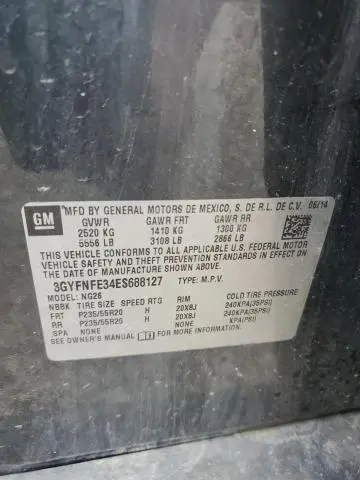 GM
MFD BY GENERAL MOTORS DE MEXICO, S. DE R.L. DE C.V. 06/14
GVWR GAWR FRT GAWR RR
2520 KG 1410 KG 1300 KG
5556 LB 3108 LB 2866 LB
THIS VEHICLE CONFORMS TO ALL APPLICABLE U.S. FEDERAL MOTOR
VEHICLE SAFETY AND THEFT PREVENTION STANDARDS IN EFFECT ON
THE DATE OF MANUFACTURE SHOWN ABOVE.
3GYFNFE34ES688127 TYPE: M.P.V.
MODEL: NG26
NBBK TIRE SIZE SPEED RTG RIM COLD TIRE PRESSURE
FRT P235/55R20 H 20X8J 240KPA(35PSI)
RR P235/55R20 H 20X8J 240KPA(35PSI)
SPA NONE NONE KPA(PSI)
SEE OWNER'S MANUAL FOR MORE INFORMATION.